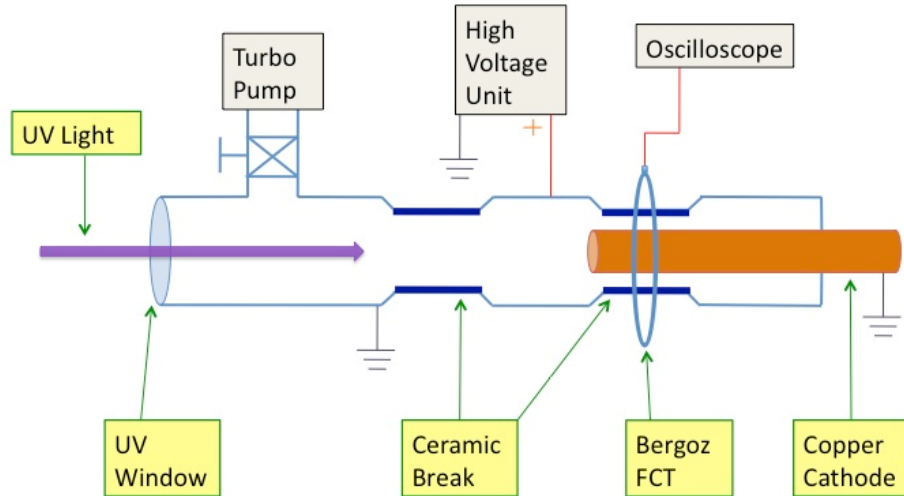 High
Voltage
Unit
Oscilloscope
Turbo
Pump
UV Light
+
UV
Window
Ceramic
Break
Bergoz
FCT
Copper
Cathode